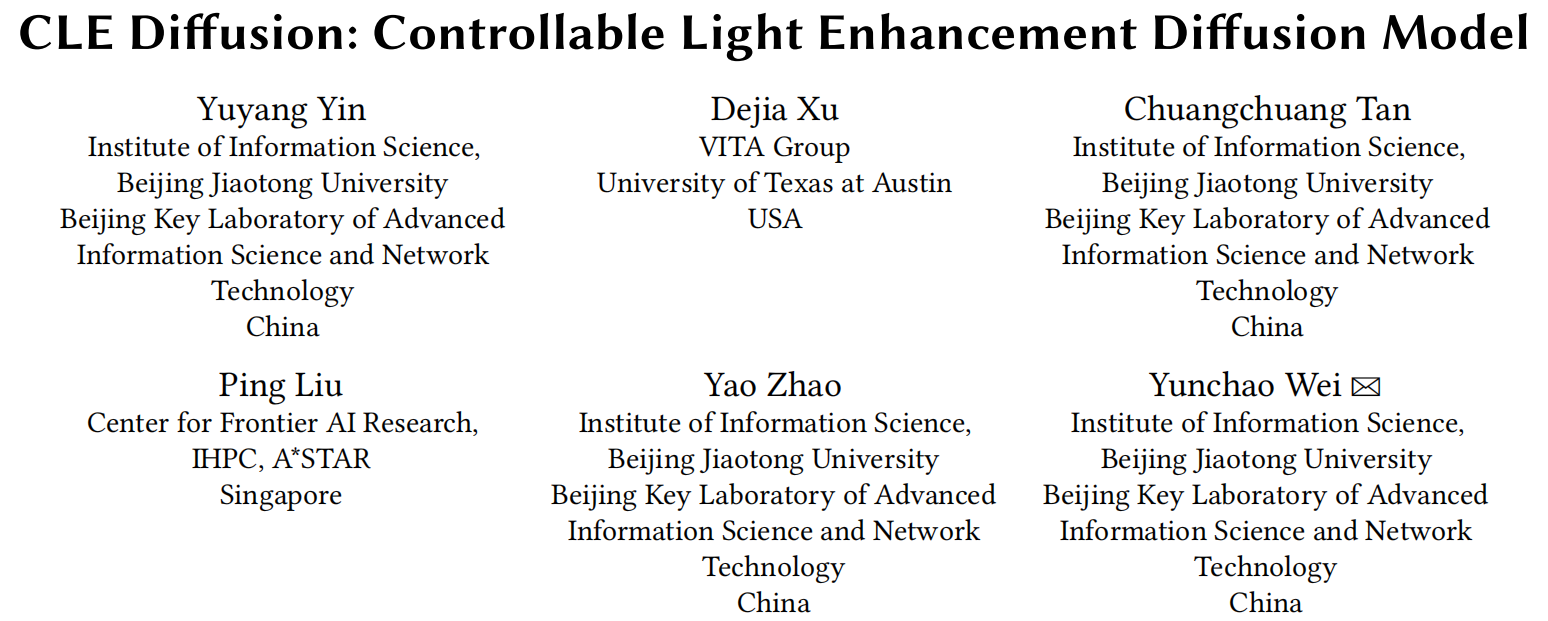 CLE Diffusion: Controllable Light Enhancement Diffusion Model
Yuyang Yin
Institute of Information Science,
Beijing Jiaotong University
Beijing Key Laboratory of Advanced
Information Science and Network
Technology
China
Dejia Xu
VITA Group
University of Texas at Austin
USA
Chuangchuang Tan
Institute of Information Science,
Beijing Jiaotong University
Beijing Key Laboratory of Advanced
Information Science and Network
Technology
China
Ping Liu
Center for Frontier AI Research,
IHPC, A*STAR
Singapore
Yao Zhao
Institute of Information Science,
Beijing Jiaotong University
Beijing Key Laboratory of Advanced
Information Science and Network
Technology
China
Yunchao Wei ✉
Institute of Information Science,
Beijing Jiaotong University
Beijing Key Laboratory of Advanced
Information Science and Network
Technology
China